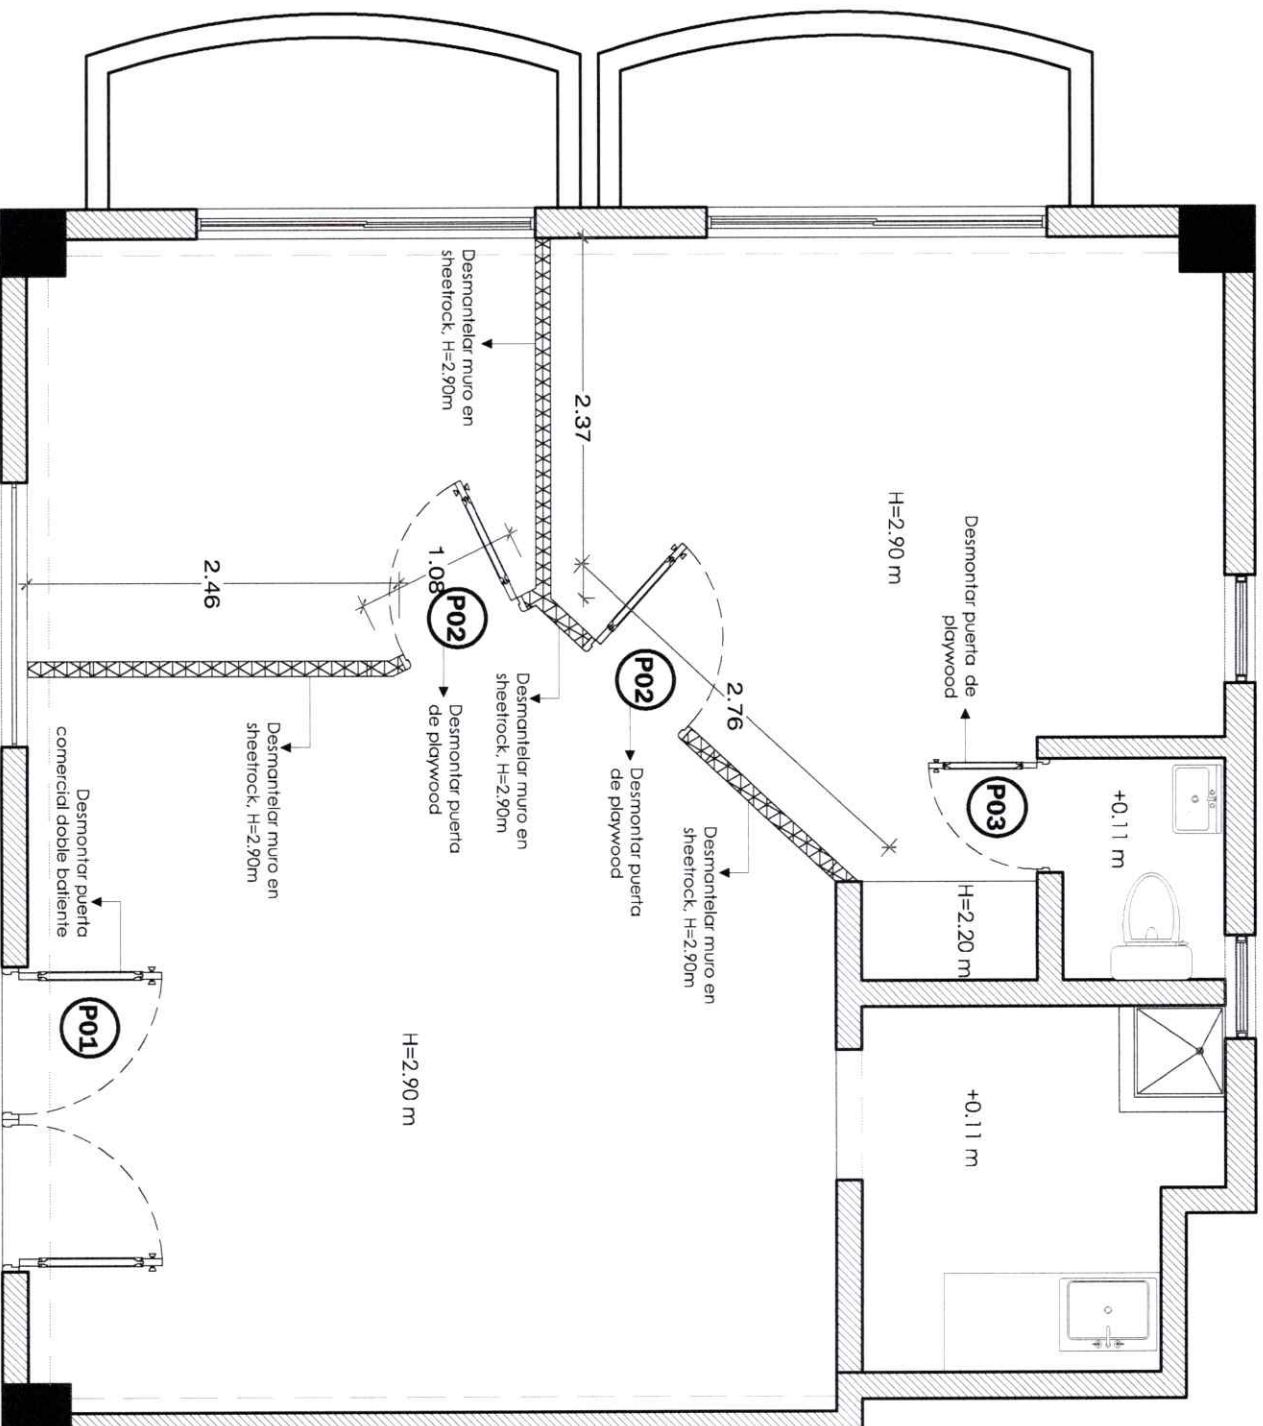 Desmantelar muro en
sheetrock, H=2.90m
2.37
H=2.90 m
Desmontar puerta de
playwood
P03
+0.11 m
H=2.20 m
2.76
P02
Desmontar puerta
de playwood
Desmantelar muro en
sheetrock, H=2.90m
1.08
P02
Desmontar puerta
de playwood
Desmantelar muro en
sheetrock, H=2.90m
2.46
Desmantelar muro en
sheetrock, H=2.90m
Desmontar puerta
comercial doble batiente
P01
H=2.90 m
+0.11 m